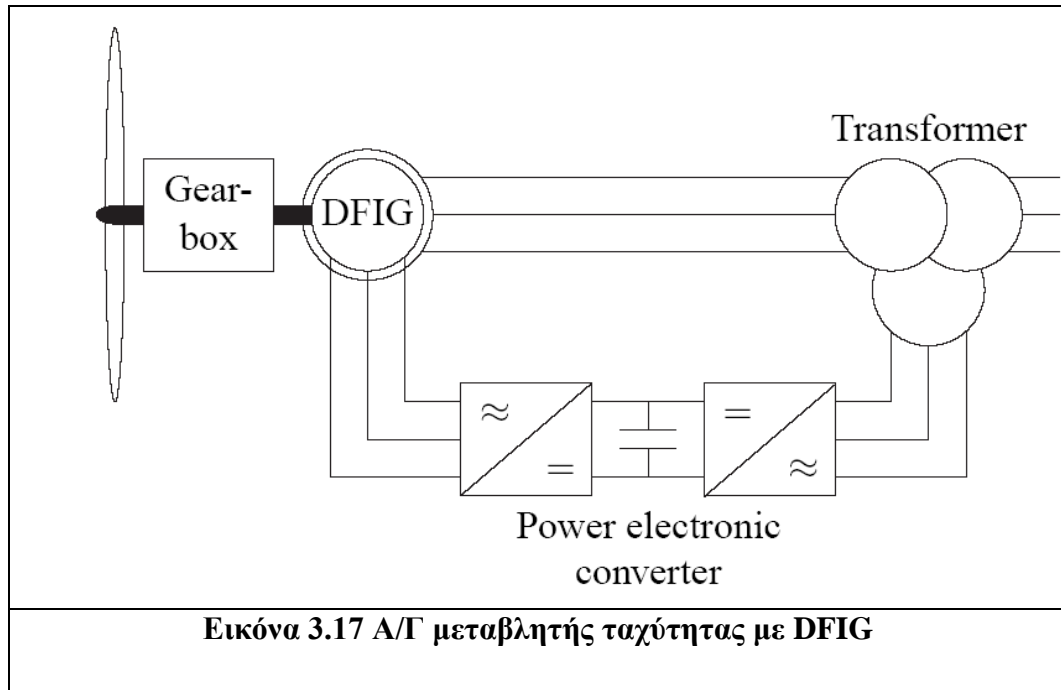 Transformer
Gear-
box
DFIG
≈
=
=
≈
Power electronic
converter
Εικόνα 3.17 Α/Γ μεταβλητής ταχύτητας με DFIG